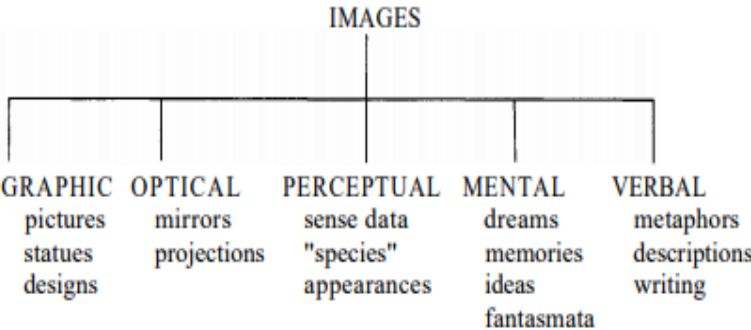 IMAGES
GRAPHIC OPTICAL PERCEPTUAL MENTAL VERBAL
pictures mirrors sense data dreams metaphors
statues projections "species" memories descriptions
designs appearances ideas writing
fantasmata